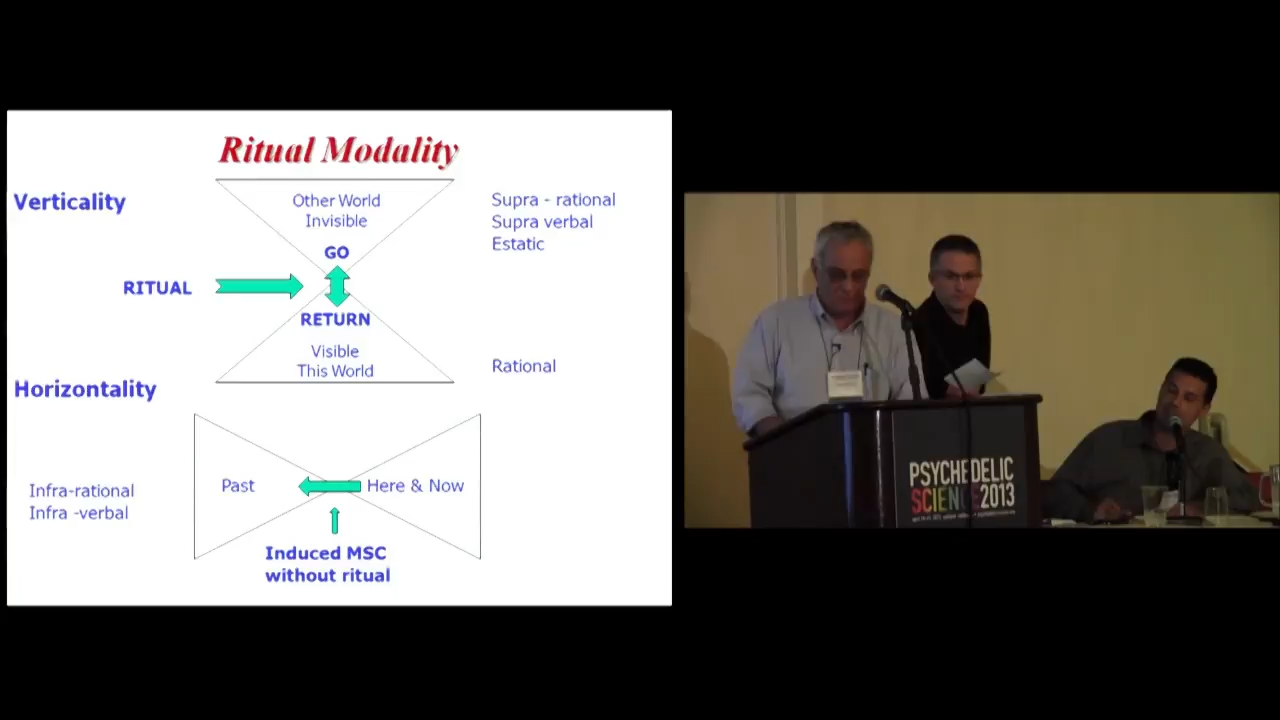 Ritual Modality
Verticality
Other World
Invisible
Supra - rational
Supra verbal
Estatic
GO
RITUAL
RETURN
Visible
This World
Rational
Horizontality
Past
Here & Now
Infra-rational
Infra -verbal
Induced MSC
without ritual
PSYCHEDELIC
SCIENCE2013